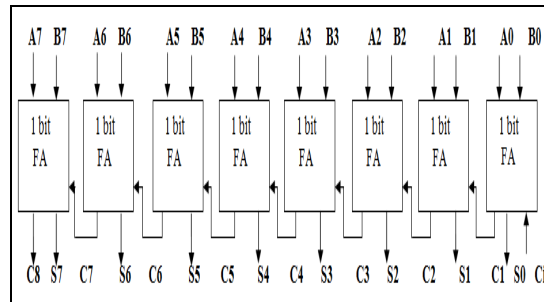 A7 B7 A6 B6 A5 B5 A4 B4 A3 B3 A2 B2 A1 B1 A0 B0
1 bit 1 bit 1 bit 1 bit 1 bit 1 bit 1 bit 1 bit
FA FA FA FA FA FA FA FA
C8 S7 C7 S6 C6 S5 C5 S4 C4 S3 C3 S2 C2 S1 C1 S0